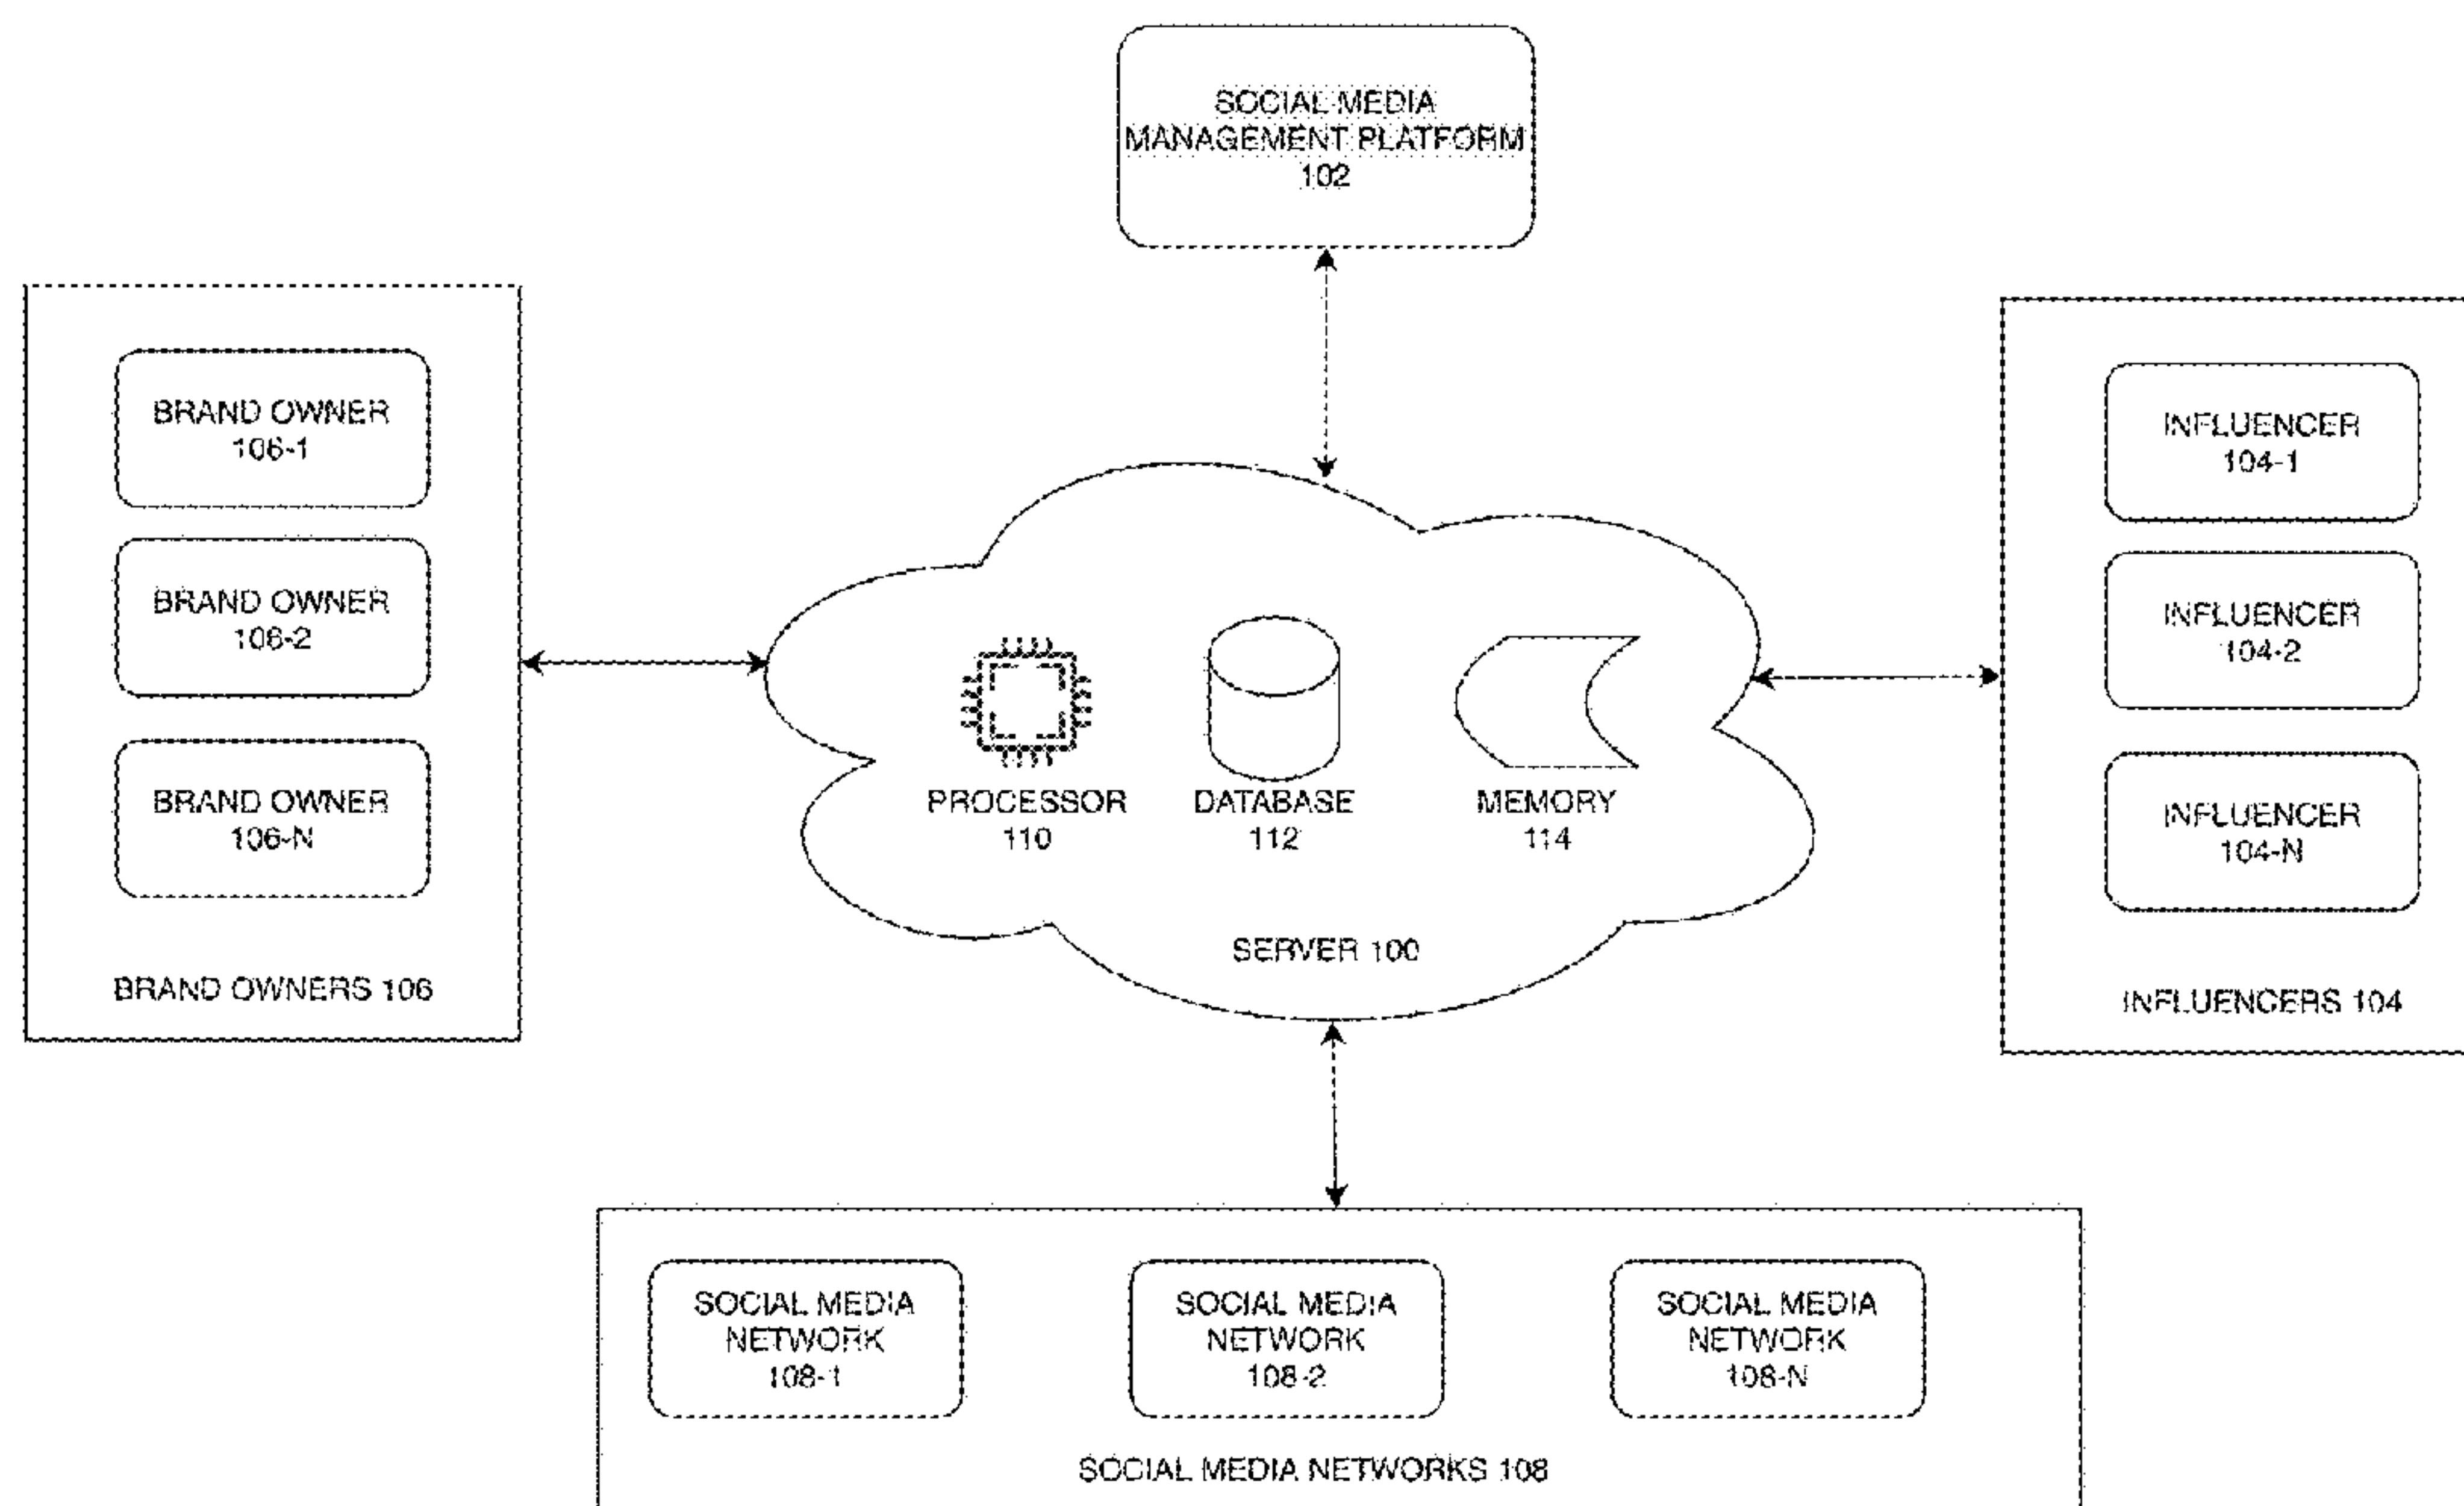 SOCIAL MEDIA
MANAGEMENT PLATFORM
102
BRAND OWNER
106-1
BRAND OWNER
106-2
BRAND OWNER
106-N
BRAND OWNERS 106
PROCESSOR
110
DATABASE
112
MEMORY
114
SERVER 100
INFLUENCER
104-1
INFLUENCER
104-2
INFLUENCER
104-N
INFLUENCERS 104
SOCIAL MEDIA
NETWORK
108-1
SOCIAL MEDIA
NETWORK
108-2
SOCIAL MEDIA
NETWORK
108-N
SOCIAL MEDIA NETWORKS 108